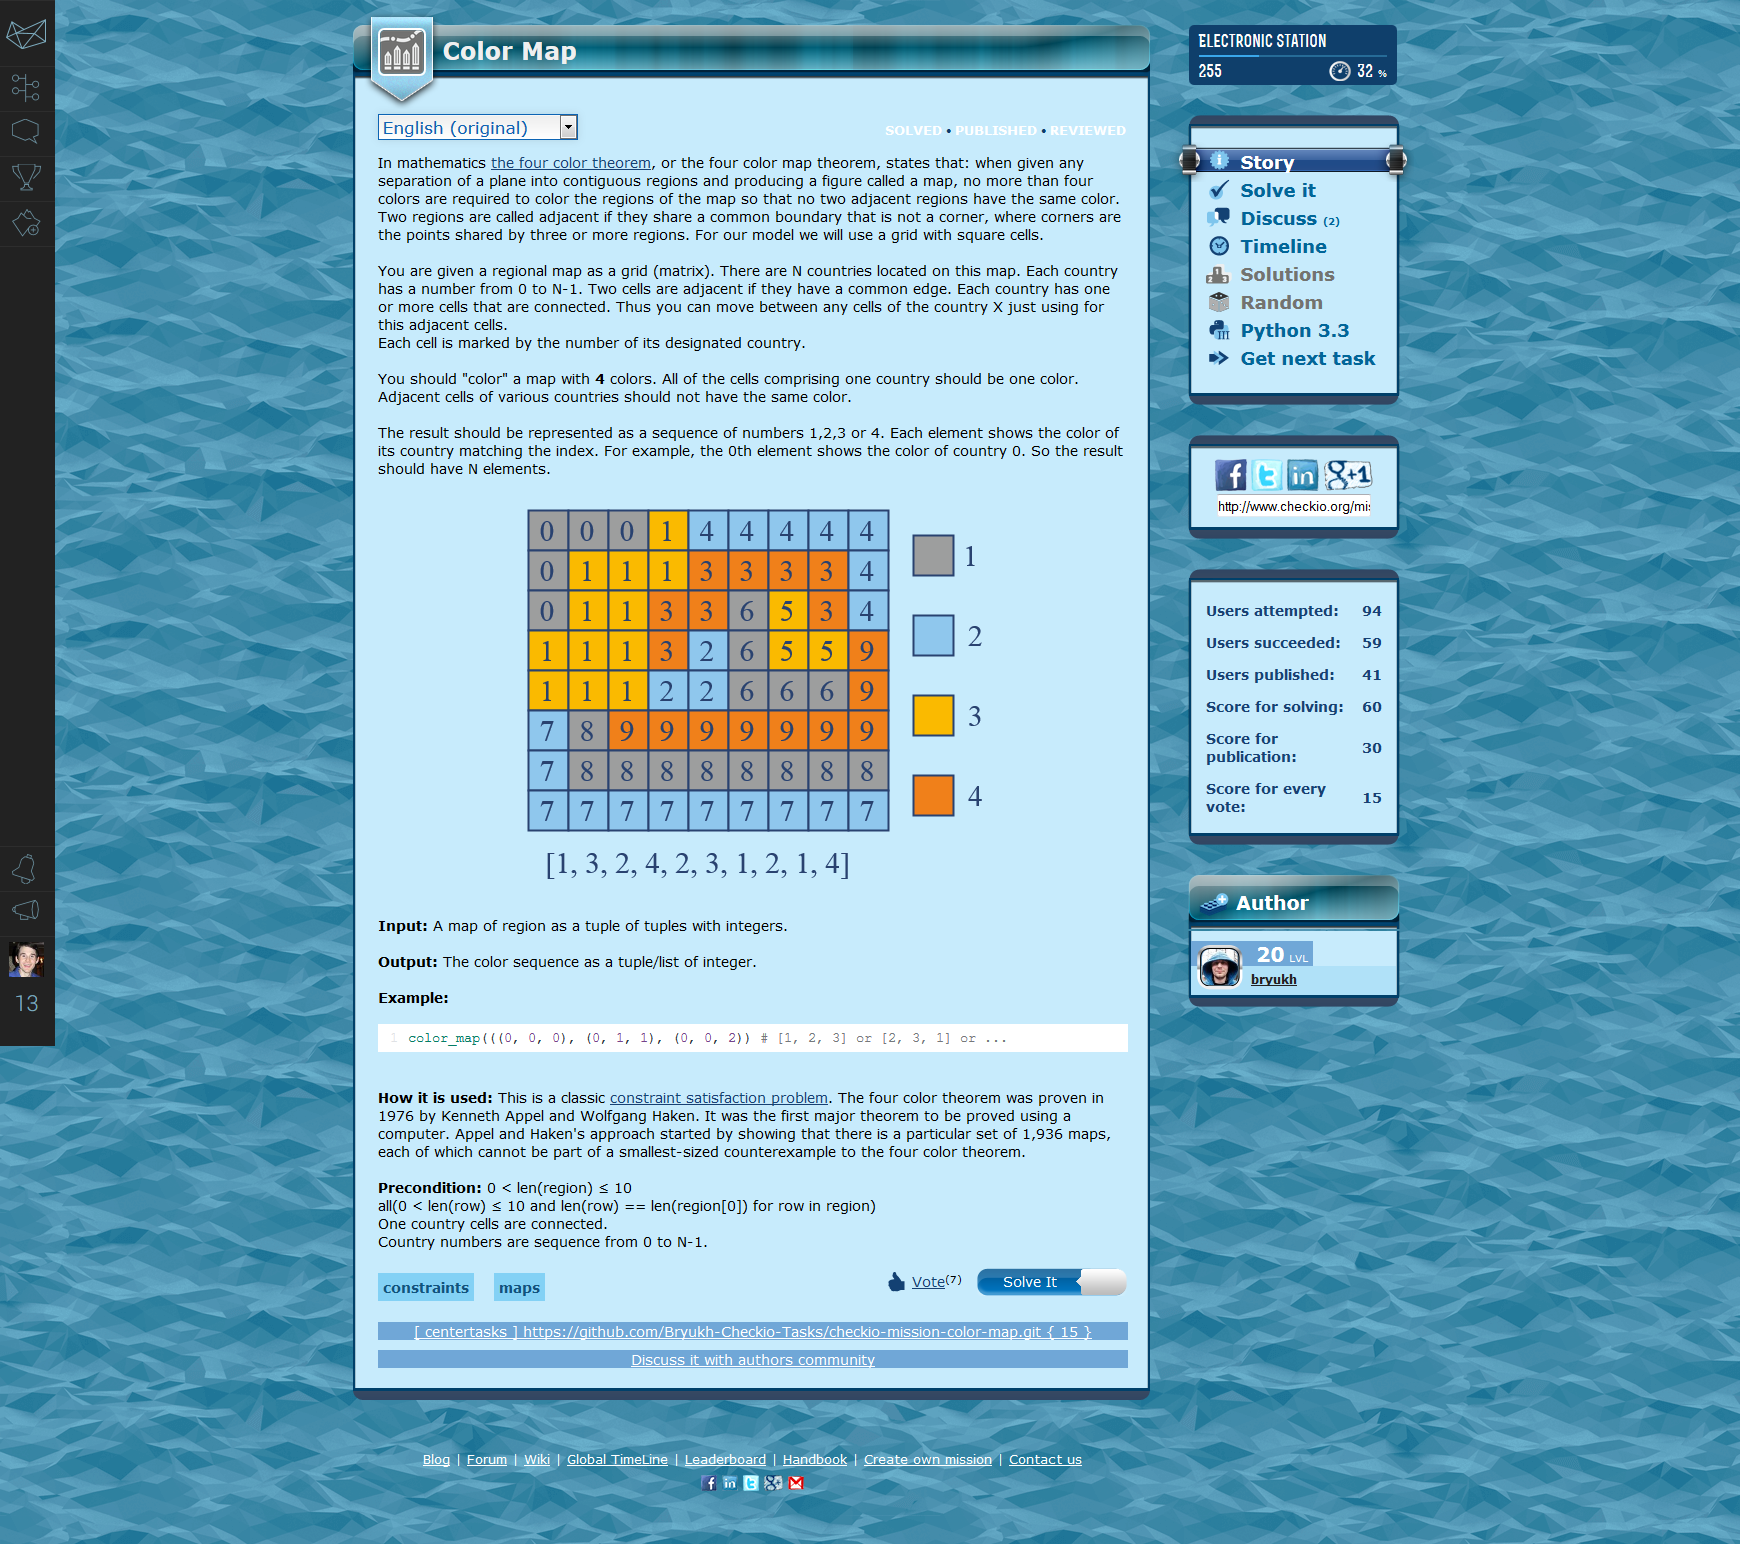 Color Map
English (original)
SOLVED • PUBLISHED • REVIEWED
In mathematics the four color theorem, or the four color map theorem, states that: when given any
separation of a plane into contiguous regions and producing a figure called a map, no more than four
colors are required to color the regions of the map so that no two adjacent regions have the same color.
Two regions are called adjacent if they share a common boundary that is not a corner, where corners are
the points shared by three or more regions. For our model we will use a grid with square cells.
You are given a regional map as a grid (matrix). There are N countries located on this map. Each country
has a number from 0 to N-1. Two cells are adjacent if they have a common edge. Each country has one
or more cells that are connected. Thus you can move between any cells of the country X just using for
this adjacent cells.
Each cell is marked by the number of its designated country.
You should "color" a map with 4 colors. All of the cells comprising one country should be one color.
Adjacent cells of various countries should not have the same color.
The result should be represented as a sequence of numbers 1,2,3 or 4. Each element shows the color of
its country matching the index. For example, the 0th element shows the color of country 0. So the result
should have N elements.
0 0 0 1 4 4 4 4 4
0 1 1 1 3 3 3 3 4
0 1 1 3 3 6 5 3 4
1 1 1 3 2 6 5 5 9
1 1 1 2 2 6 6 6 9
7 8 9 9 9 9 9 9 9
7 8 8 8 8 8 8 8 8
7 7 7 7 7 7 7 7 7
1
2
3
4
[1, 3, 2, 4, 2, 3, 1, 2, 1, 4]
Input: A map of region as a tuple of tuples with integers.
Output: The color sequence as a tuple/list of integer.
Example:
1 color_map(((0, 0, 0), (0, 1, 1), (0, 0, 2)) # [1, 2, 3] or [2, 3, 1] or ...
How it is used: This is a classic constraint satisfaction problem. The four color theorem was proven in
1976 by Kenneth Appel and Wolfgang Haken. It was the first major theorem to be proved using a
computer. Appel and Haken's approach started by showing that there is a particular set of 1,936 maps,
each of which cannot be part of a smallest-sized counterexample to the four color theorem.
Precondition: 0 < len(region) ≤ 10
all(0 < len(row) ≤ 10 and len(row) == len(region[0]) for row in region)
One country cells are connected.
Country numbers are sequence from 0 to N-1.
constraints maps
Vote(7)
Solve It
[ centertasks ] https://github.com/Bryukh-Checkio-Tasks/checkio-mission-color-map.git { 15 }
Discuss it with authors community
Blog | Forum | Wiki | Global TimeLine | Leaderboard | Handbook | Create own mission | Contact us
ELECTRONIC STATION
255 32 %
Story
Solve it
Discuss (2)
Timeline
Solutions
Random
Python 3.3
Get next task
f t in g+1
http://www.checkio.org/mi
Users attempted: 94
Users succeeded: 59
Users published: 41
Score for solving: 60
Score for
publication: 30
Score for every
vote: 15
Author
20 LVL
bryukh
13